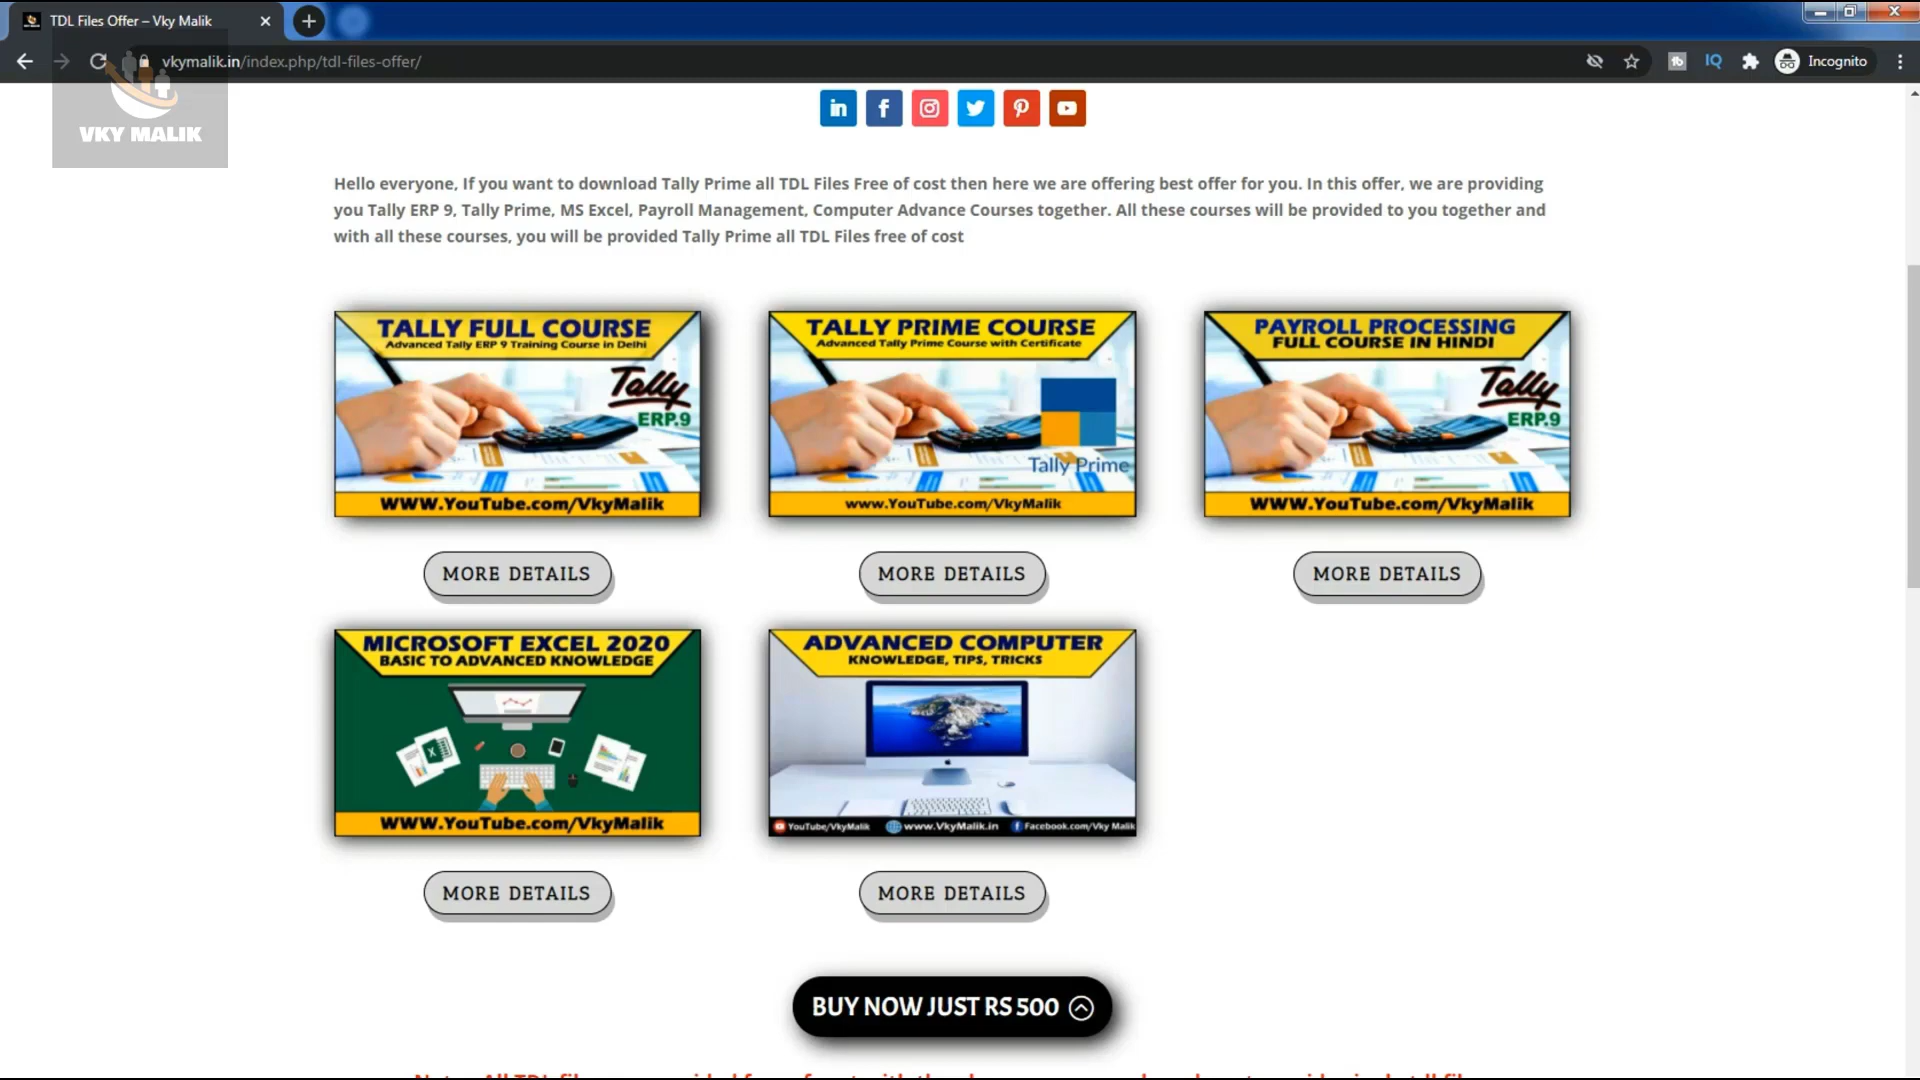 TDL Files Offer – Vky Malik
vkymalik.in/index.php/tdl-files-offer/
Incognito
VKY MALIK
Hello everyone, If you want to download Tally Prime all TDL Files Free of cost then here we are offering best offer for you. In this offer, we are providing
you Tally ERP 9, Tally Prime, MS Excel, Payroll Management, Computer Advance Courses together. All these courses will be provided to you together and
with all these courses, you will be provided Tally Prime all TDL Files free of cost
TALLY FULL COURSE
Advanced Tally ERP 9 Training Course in Delhi
Tally
ERP.9
WWW.YouTube.com/VkyMalik
TALLY PRIME COURSE
Advanced Tally Prime Course with Certificate
Tally Prime
www.YouTube.com/VkyMalik
PAYROLL PROCESSING
FULL COURSE IN HINDI
Tally
ERP.9
WWW.YouTube.com/VkyMalik
MORE DETAILS
MORE DETAILS
MORE DETAILS
MICROSOFT EXCEL 2020
BASIC TO ADVANCED KNOWLEDGE
WWW.YouTube.com/VkyMalik
ADVANCED COMPUTER
KNOWLEDGE, TIPS, TRICKS
YouTube/VkyMalik
www.VkyMalik.in
Facebook.com/Vky Malik
MORE DETAILS
MORE DETAILS
BUY NOW JUST RS 500